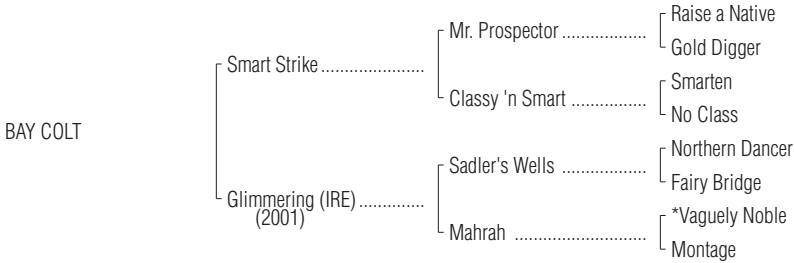 Raise a Native
Mr. Prospector ..................
Gold Digger
Smart Strike ......................
Smarten
Classy 'n Smart ................
No Class
BAY COLT
Northern Dancer
Sadler's Wells ..................
Fairy Bridge
Glimmering (IRE) ..............
(2001)
*Vaguely Noble
Mahrah ............................
Montage